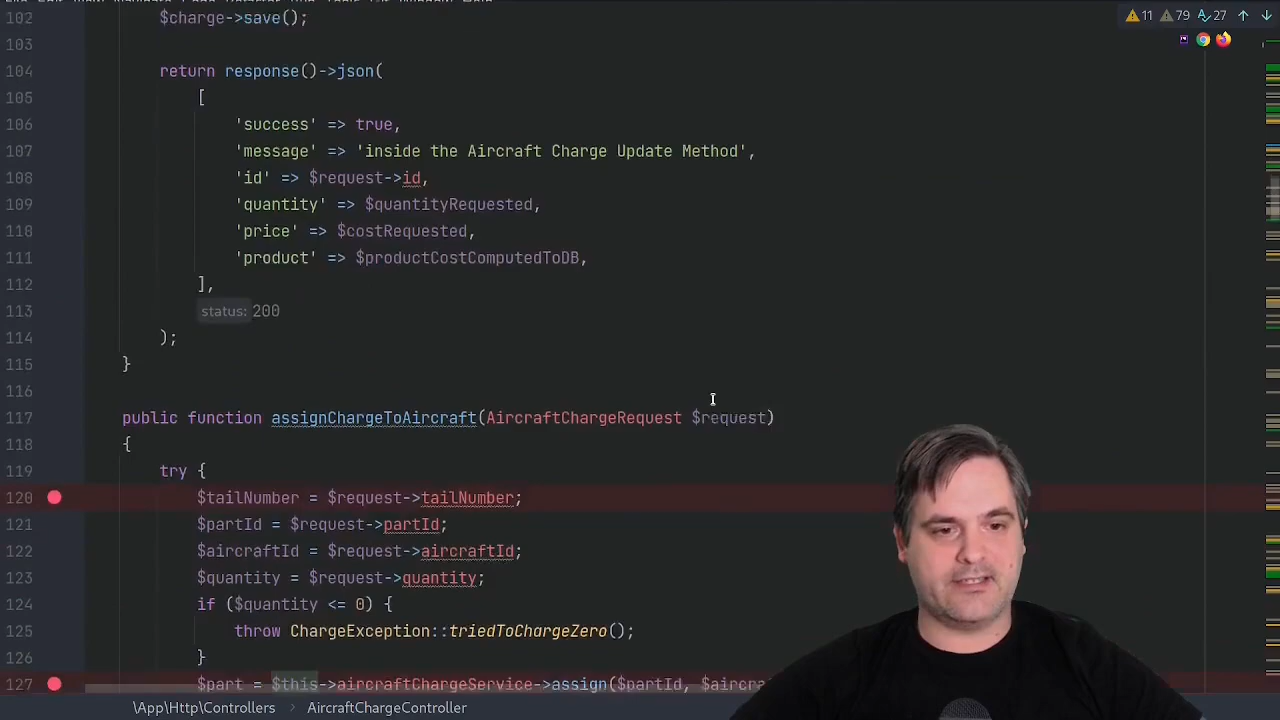 102 $charge->save();
11 79 27
103
104 return response()->json(
105 [
106 'success' => true,
107 'message' => 'inside the Aircraft Charge Update Method',
108 'id' => $request->id,
109 'quantity' => $quantityRequested,
110 'price' => $costRequested,
111 'product' => $productCostComputedToDB,
112 ],
113 status: 200
114 );
115 }
116
117 public function assignChargeToAircraft(AircraftChargeRequest $request)
118 {
119 try {
120 $tailNumber = $request->tailNumber;
121 $partId = $request->partId;
122 $aircraftId = $request->aircraftId;
123 $quantity = $request->quantity;
124 if ($quantity <= 0) {
125 throw ChargeException::triedToChargeZero();
126 }
127 $part = $this->aircraftChargeService->assign($partId,
\App\Http\Controllers > AircraftChargeController